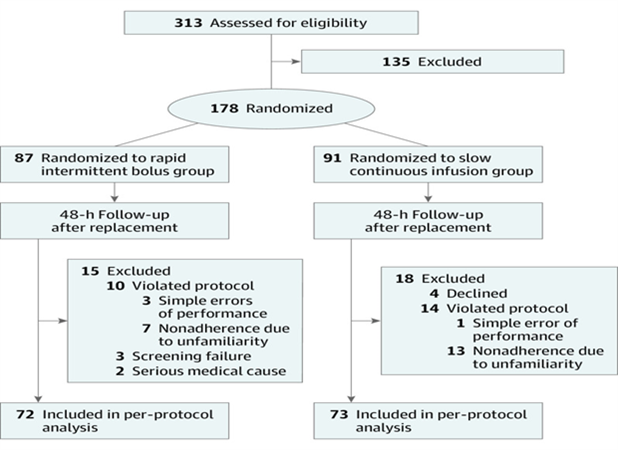 313 Assessed for eligibility
135 Excluded
178 Randomized
87 Randomized to rapid
intermittent bolus group
91 Randomized to slow
continuous infusion group
48-h Follow-up
after replacement
48-h Follow-up
after replacement
15 Excluded
10 Violated protocol
3 Simple errors
of performance
7 Nonadherence due
to unfamiliarity
3 Screening failure
2 Serious medical cause
18 Excluded
4 Declined
14 Violated protocol
1 Simple error of
performance
13 Nonadherence due
to unfamiliarity
72 Included in per-protocol
analysis
73 Included in per-protocol
analysis